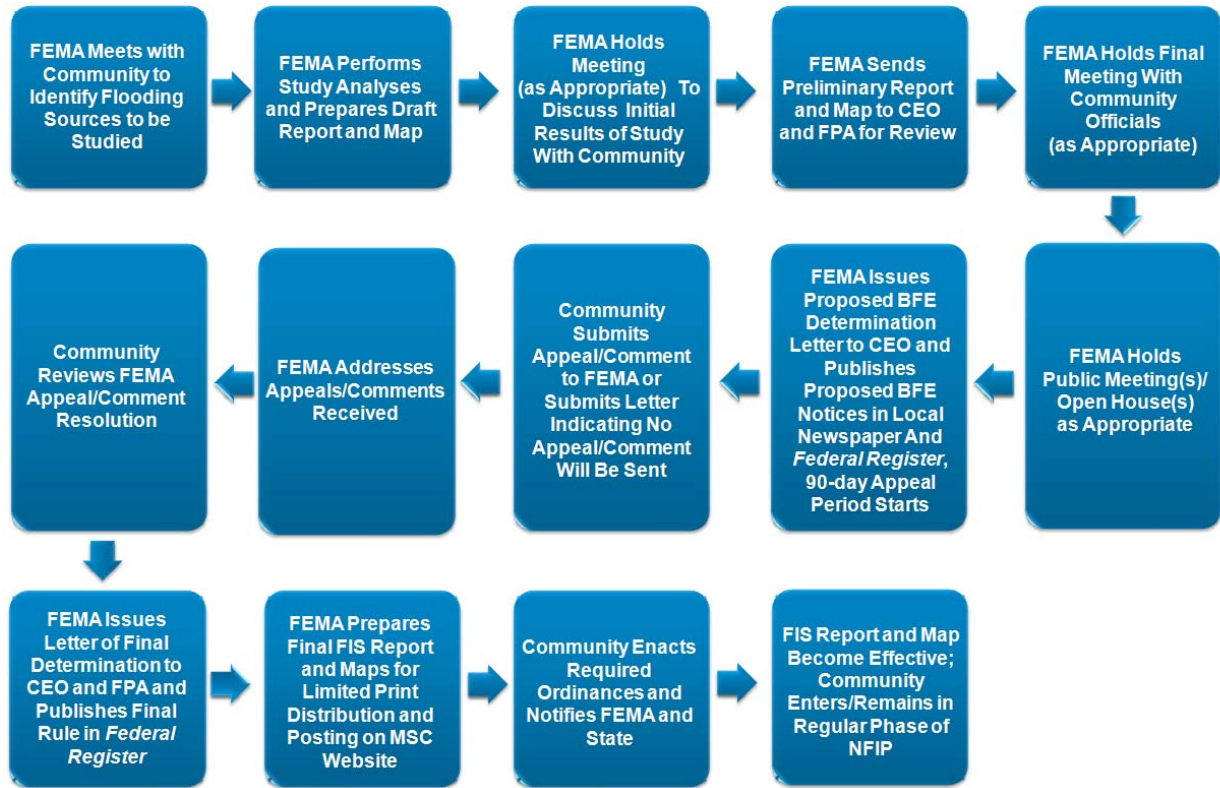 FEMA Meets with
Community to
Identify Flooding
Sources to be
Studied
FEMA Performs
Study Analyses
and Prepares Draft
Report and Map
FEMA Holds
Meeting
(as Appropriate) To
Discuss Initial
Results of Study
With Community
FEMA Sends
Preliminary Report
and Map to CEO
and FPA for Review
FEMA Holds Final
Meeting With
Community
Officials
(as Appropriate)
FEMA Holds
Public Meeting(s)/
Open House(s)
as Appropriate
FEMA Issues
Proposed BFE
Determination
Letter to CEO and
Publishes
Proposed BFE
Notices in Local
Newspaper And
Federal Register,
90-day Appeal
Period Starts
Community
Submits
Appeal/Comment
to FEMA or
Submits Letter
Indicating No
Appeal/Comment
Will Be Sent
FEMA Addresses
Appeals/Comments
Received
Community
Reviews FEMA
Appeal/Comment
Resolution
FEMA Issues
Letter of Final
Determination to
CEO and FPA and
Publishes Final
Rule in Federal
Register
FEMA Prepares
Final FIS Report
and Maps for
Limited Print
Distribution and
Posting on MSC
Website
Community Enacts
Required
Ordinances and
Notifies FEMA and
State
FIS Report and Map
Become Effective;
Community
Enters/Remains in
Regular Phase of
NFIP